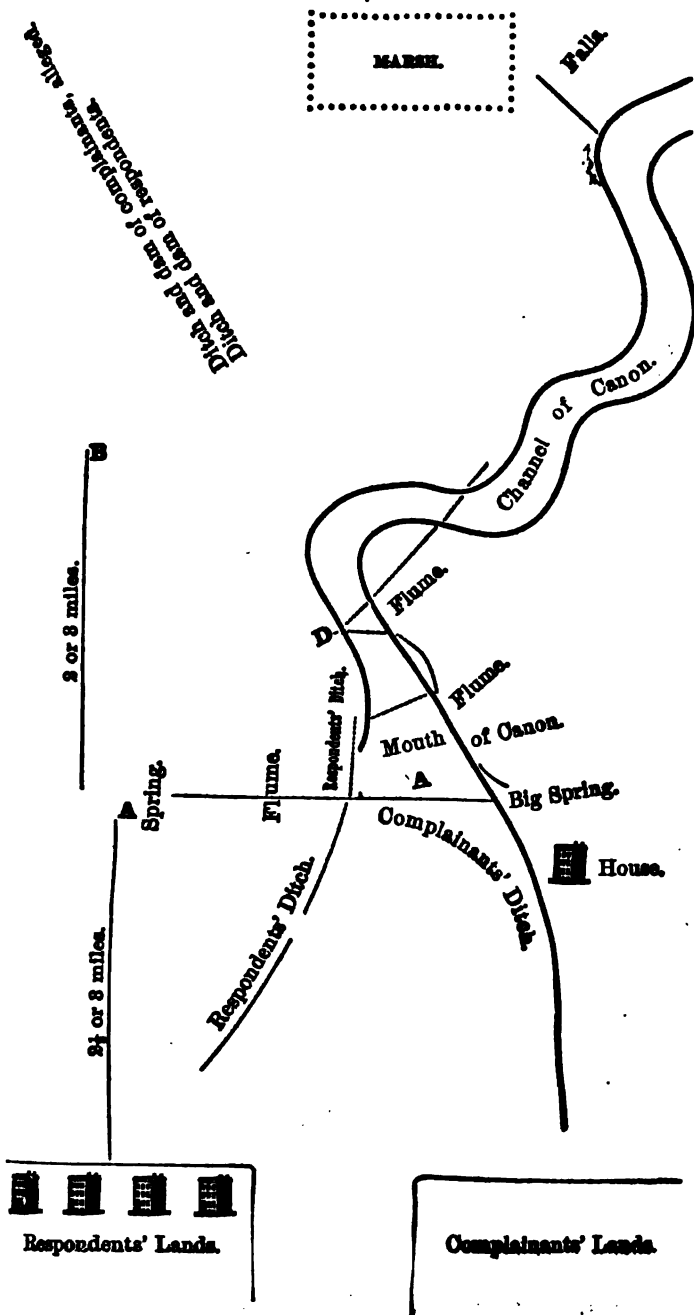 MARSH.
Falls.
Ditch and dam of complainants, alleged.
Ditch and dam of respondents.
Channel of Canon.
B
2 or 3 miles.
Flume.
D
Flume.
Respondents' Ditch.
Mouth of Canon.
A
Spring.
Flume.
A
Big Spring.
Complainants' Ditch.
House.
Respondents' Ditch.
2½ or 3 miles.
Respondents' Lands.
Complainants' Lands.